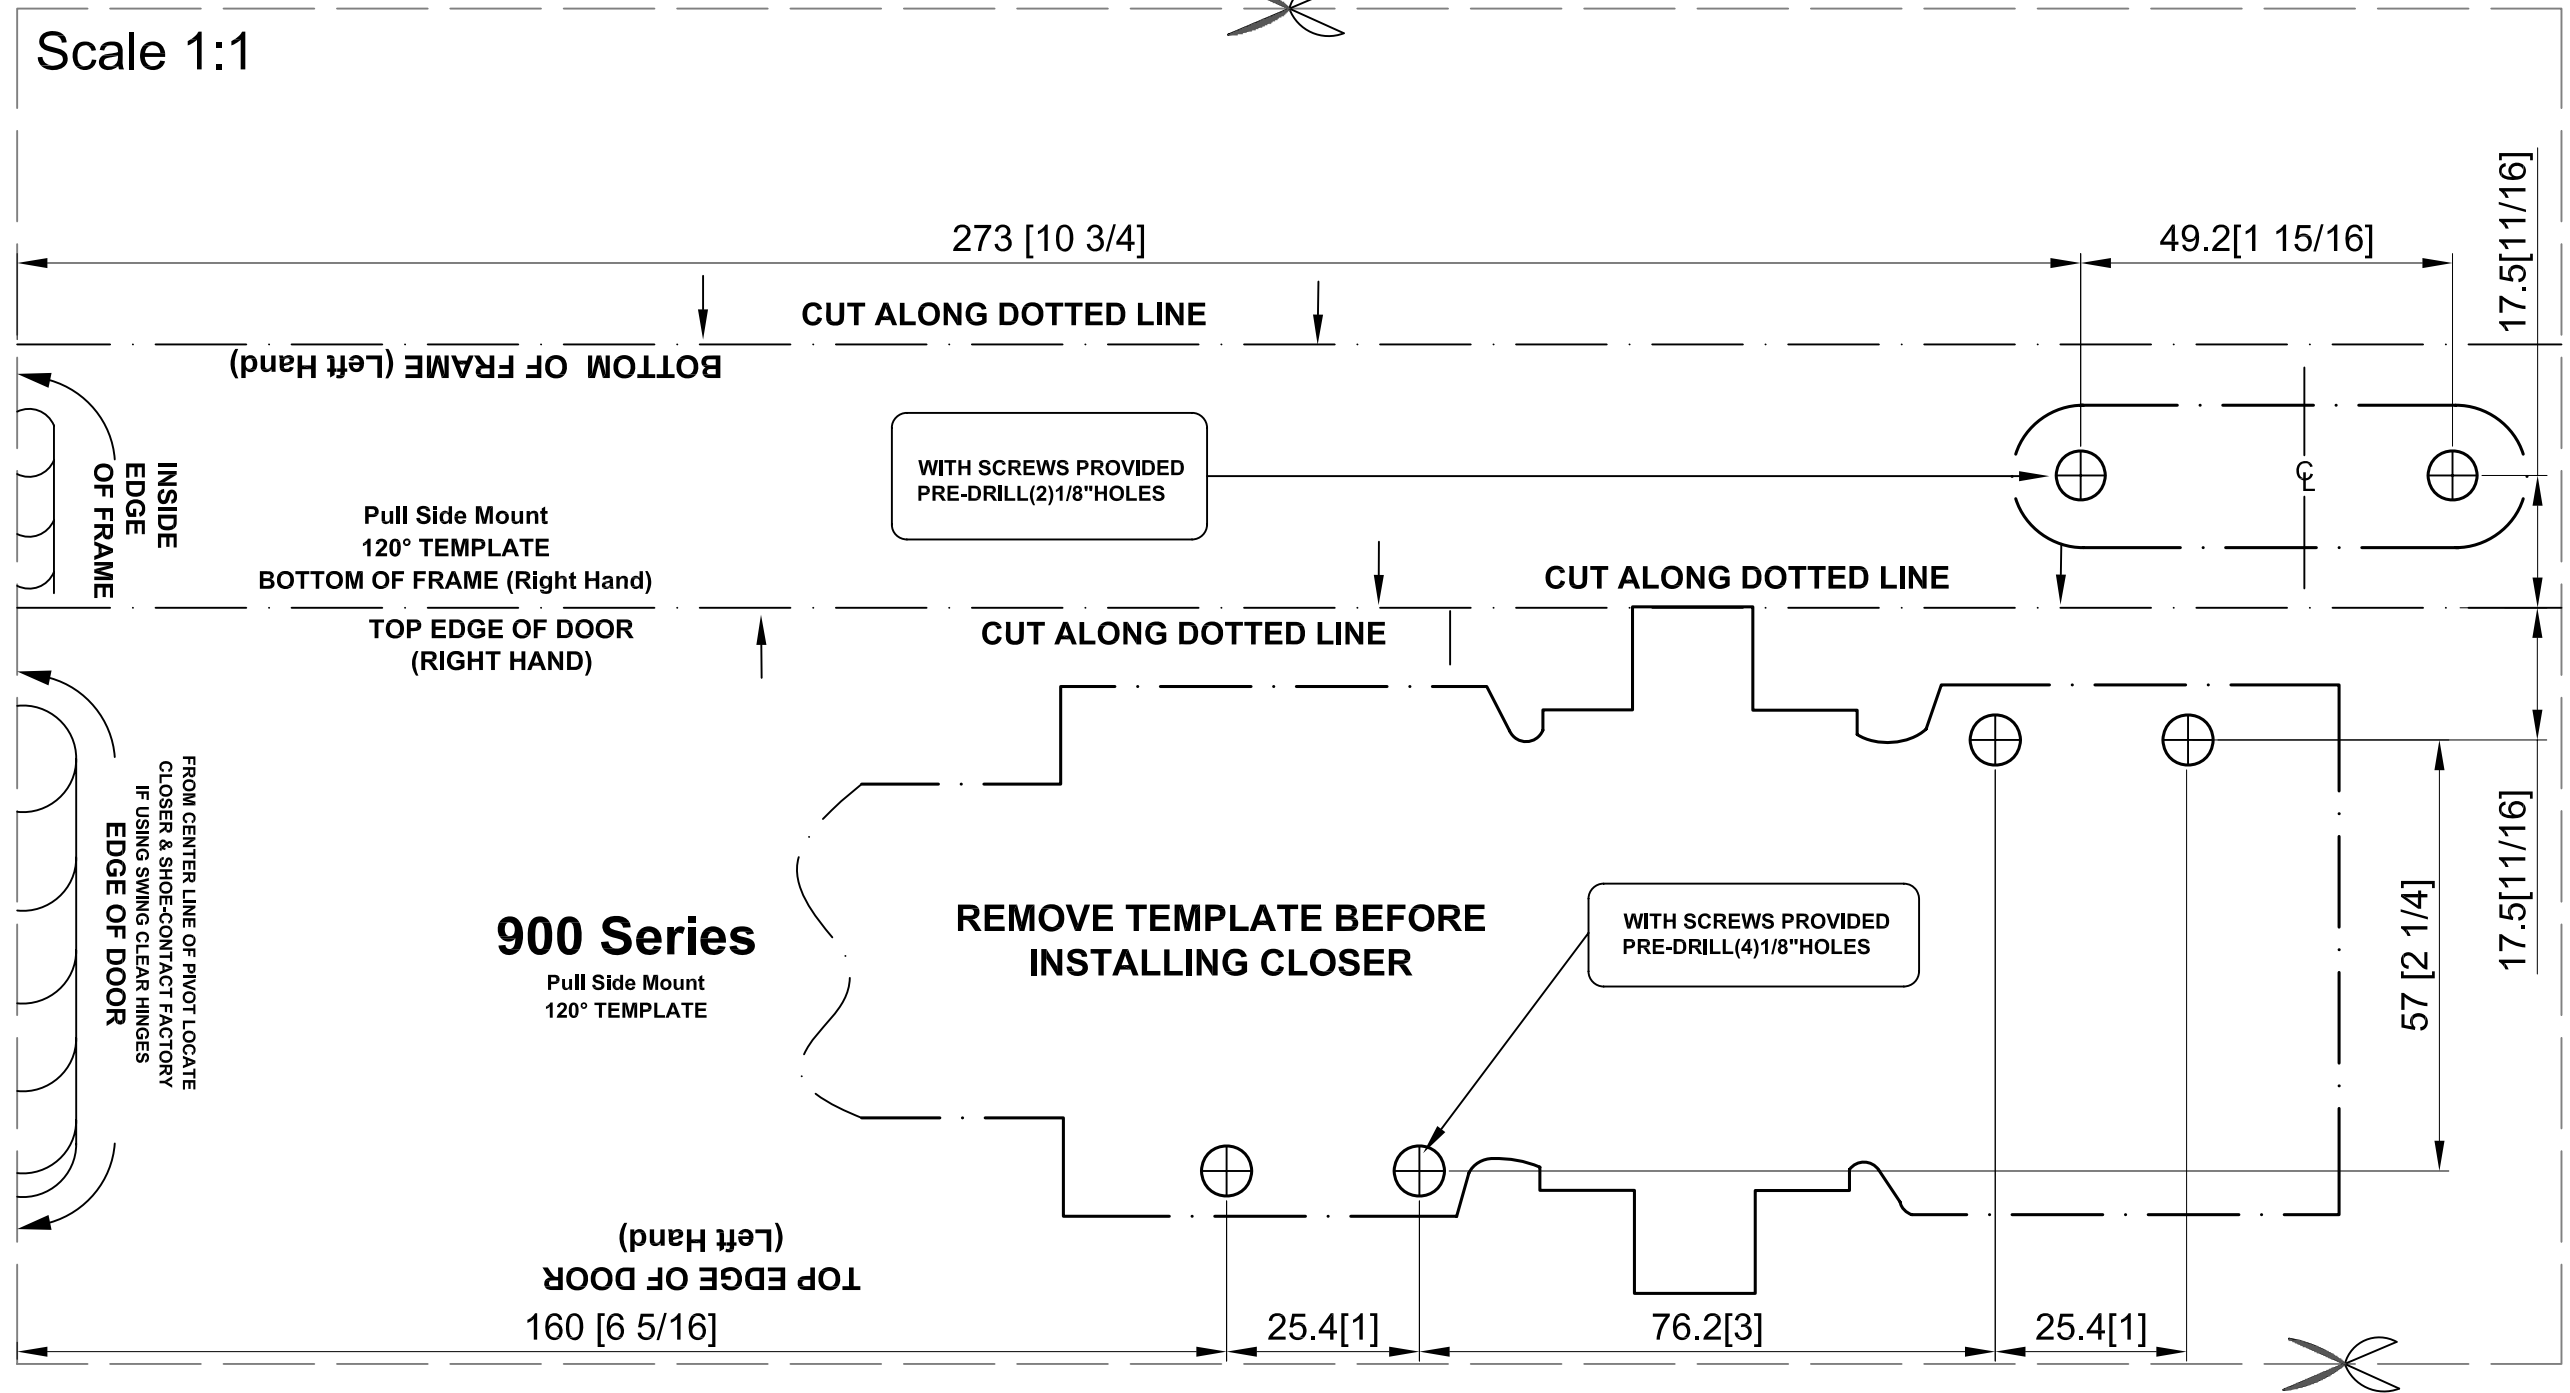 Scale 1:1
273 [10 3/4]
49.2[1 15/16]
17.5[11/16]
CUT ALONG DOTTED LINE
BOTTOM OF FRAME (Left Hand)
INSIDE
EDGE
OF FRAME
WITH SCREWS PROVIDED
PRE-DRILL(2)1/8"HOLES
℄
Pull Side Mount
120° TEMPLATE
BOTTOM OF FRAME (Right Hand)
CUT ALONG DOTTED LINE
TOP EDGE OF DOOR
(RIGHT HAND)
CUT ALONG DOTTED LINE
FROM CENTER LINE OF PIVOT LOCATE
CLOSER & SHOE-CONTACT FACTORY
IF USING SWING CLEAR HINGES
EDGE OF DOOR
900 Series
Pull Side Mount
120° TEMPLATE
REMOVE TEMPLATE BEFORE
INSTALLING CLOSER
WITH SCREWS PROVIDED
PRE-DRILL(4)1/8"HOLES
57 [2 1/4]
17.5[11/16]
TOP EDGE OF DOOR
(Left Hand)
160 [6 5/16]
25.4[1]
76.2[3]
25.4[1]